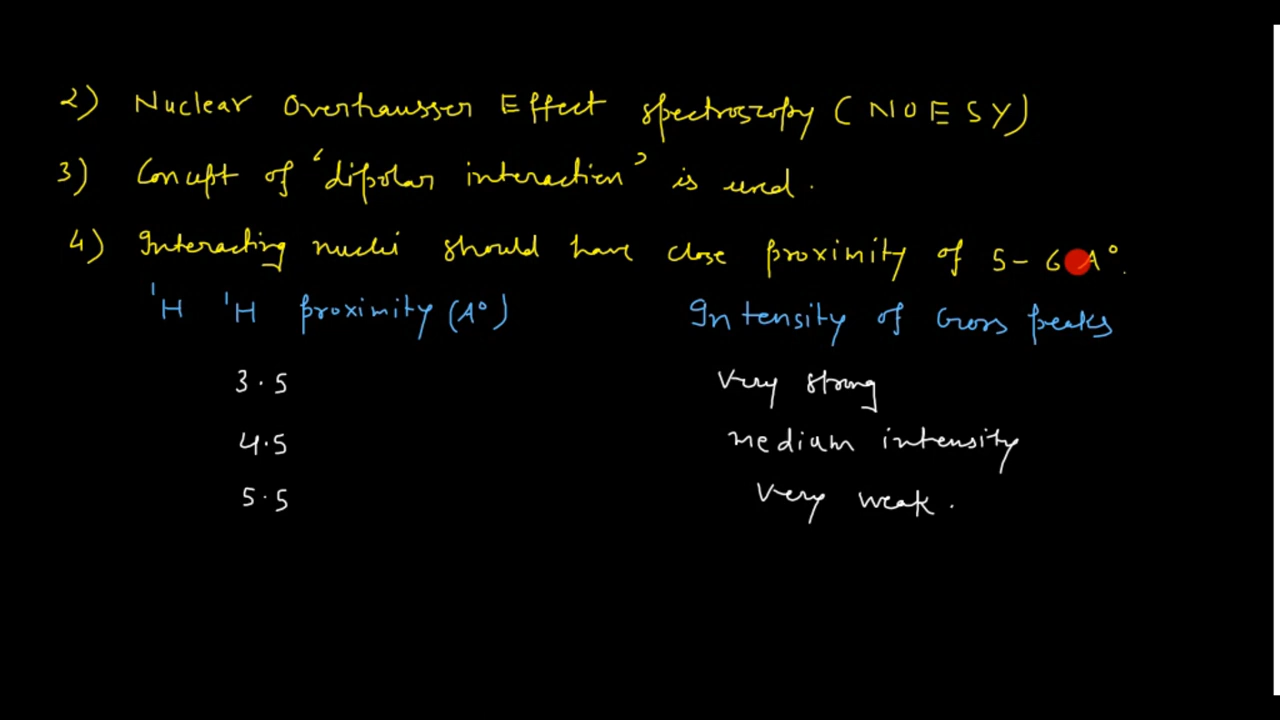 2) Nuclear Overhausser Effect spectroscopy (NOESY)
3) Concept of 'dipolar interaction' is used.
4) Interacting nuclei should have close proximity of 5-6 A°.
¹H ¹H proximity (A°) Intensity of Cross peaks
3.5 Very strong
4.5 Medium intensity
5.5 Very weak.